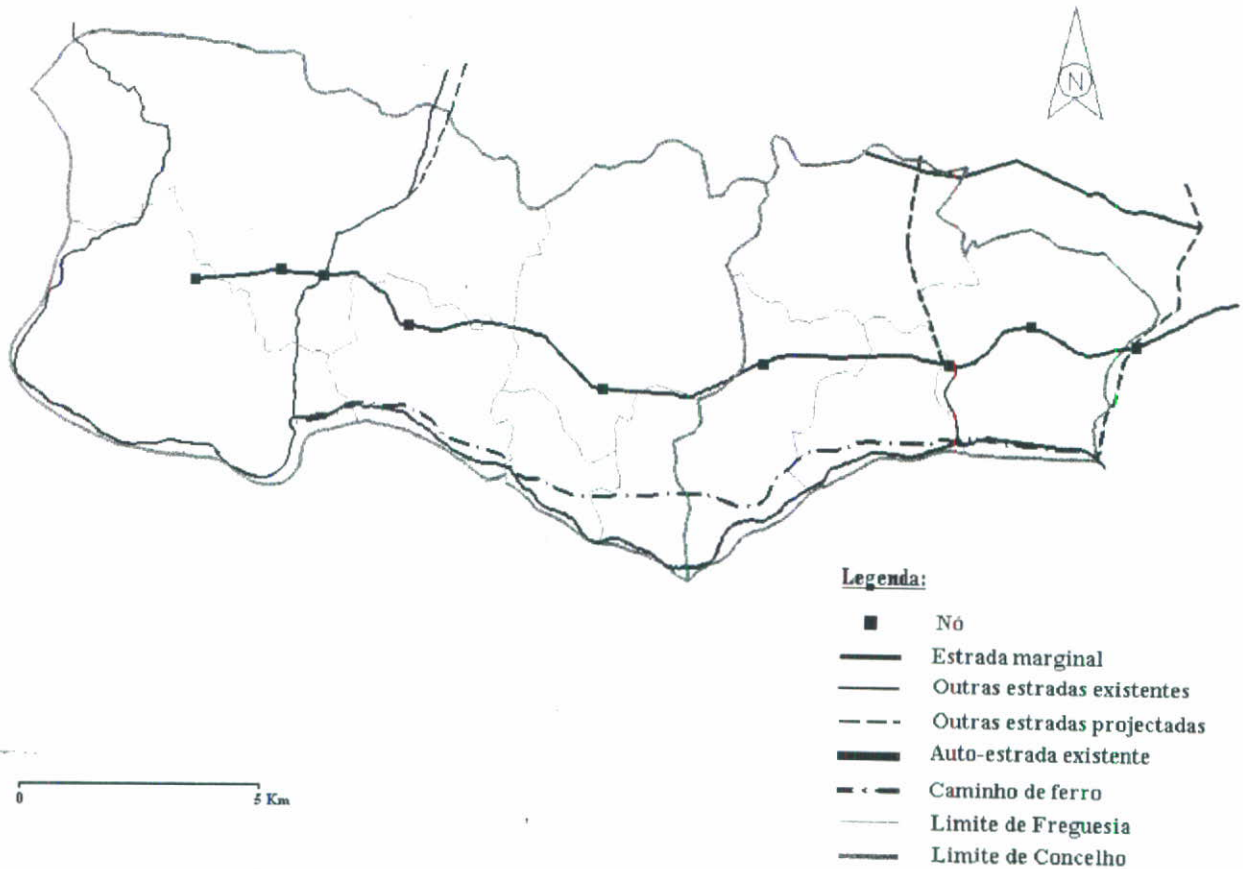 N
Legenda:
Nó
Estrada marginal
Outras estradas existentes
Outras estradas projectadas
Auto-estrada existente
Caminho de ferro
Limite de Freguesia
Limite de Concelho
0 5 Km